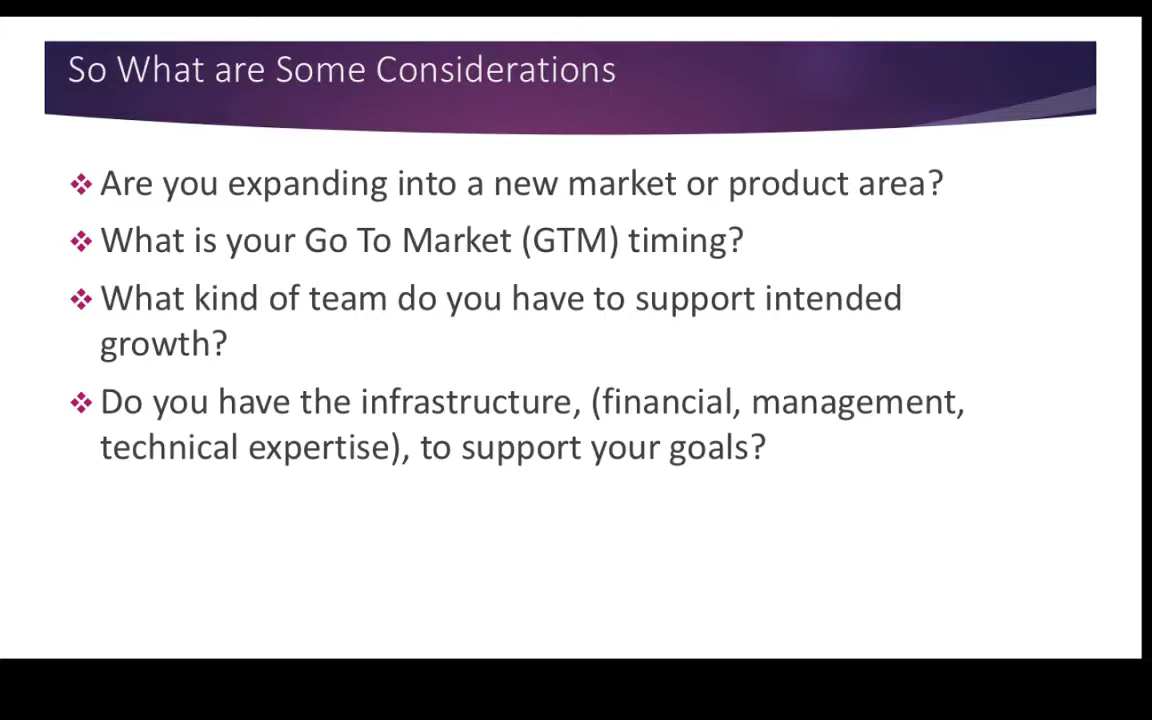 So What are Some Considerations
Are you expanding into a new market or product area?
What is your Go To Market (GTM) timing?
What kind of team do you have to support intended
growth?
Do you have the infrastructure, (financial, management,
technical expertise), to support your goals?